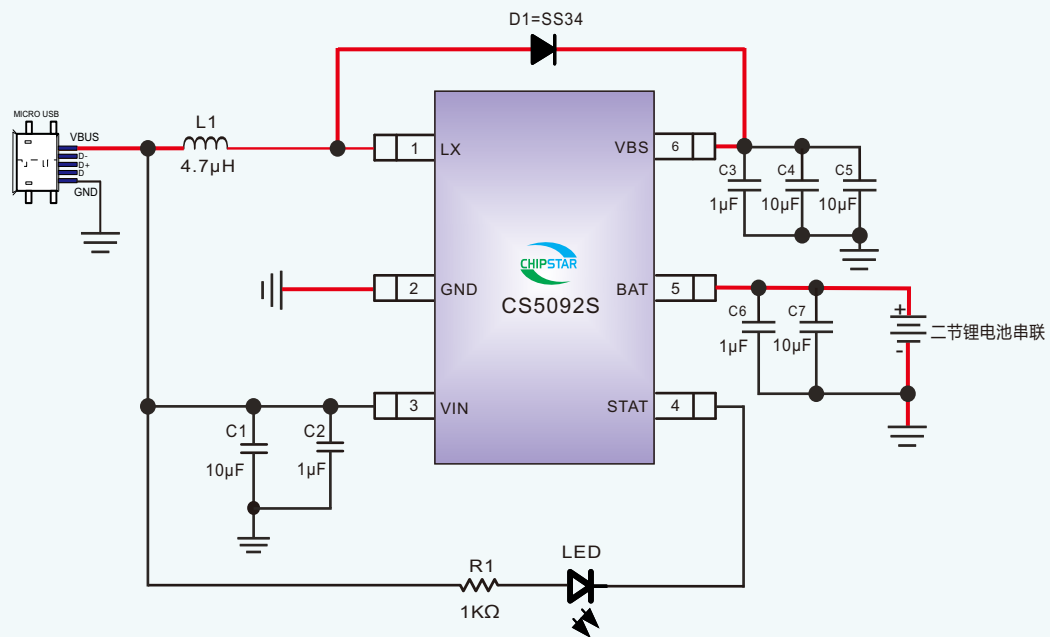 D1=SS34
MICRO USB
VBUS
D-
D+
D
GND
L1
4.7μH
1
LX
VBS
6
C3
C4
C5
1μF
10μF
10μF
CHIPSTAR
CS5092S
2
GND
BAT
5
C6
C7
1μF
10μF
+
-
二节锂电池串联
3
VIN
STAT
4
C1
C2
10μF
1μF
R1
1KΩ
LED